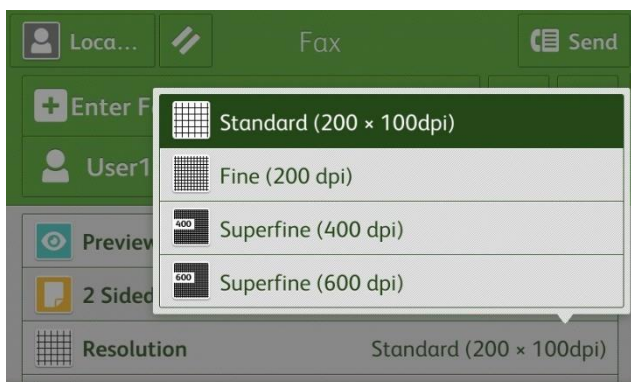 Loca... Fax Send
Enter F
Standard (200 × 100dpi)
User1
Fine (200 dpi)
400 Superfine (400 dpi)
Preview
600 Superfine (600 dpi)
2 Sided
Resolution Standard (200 × 100dpi)